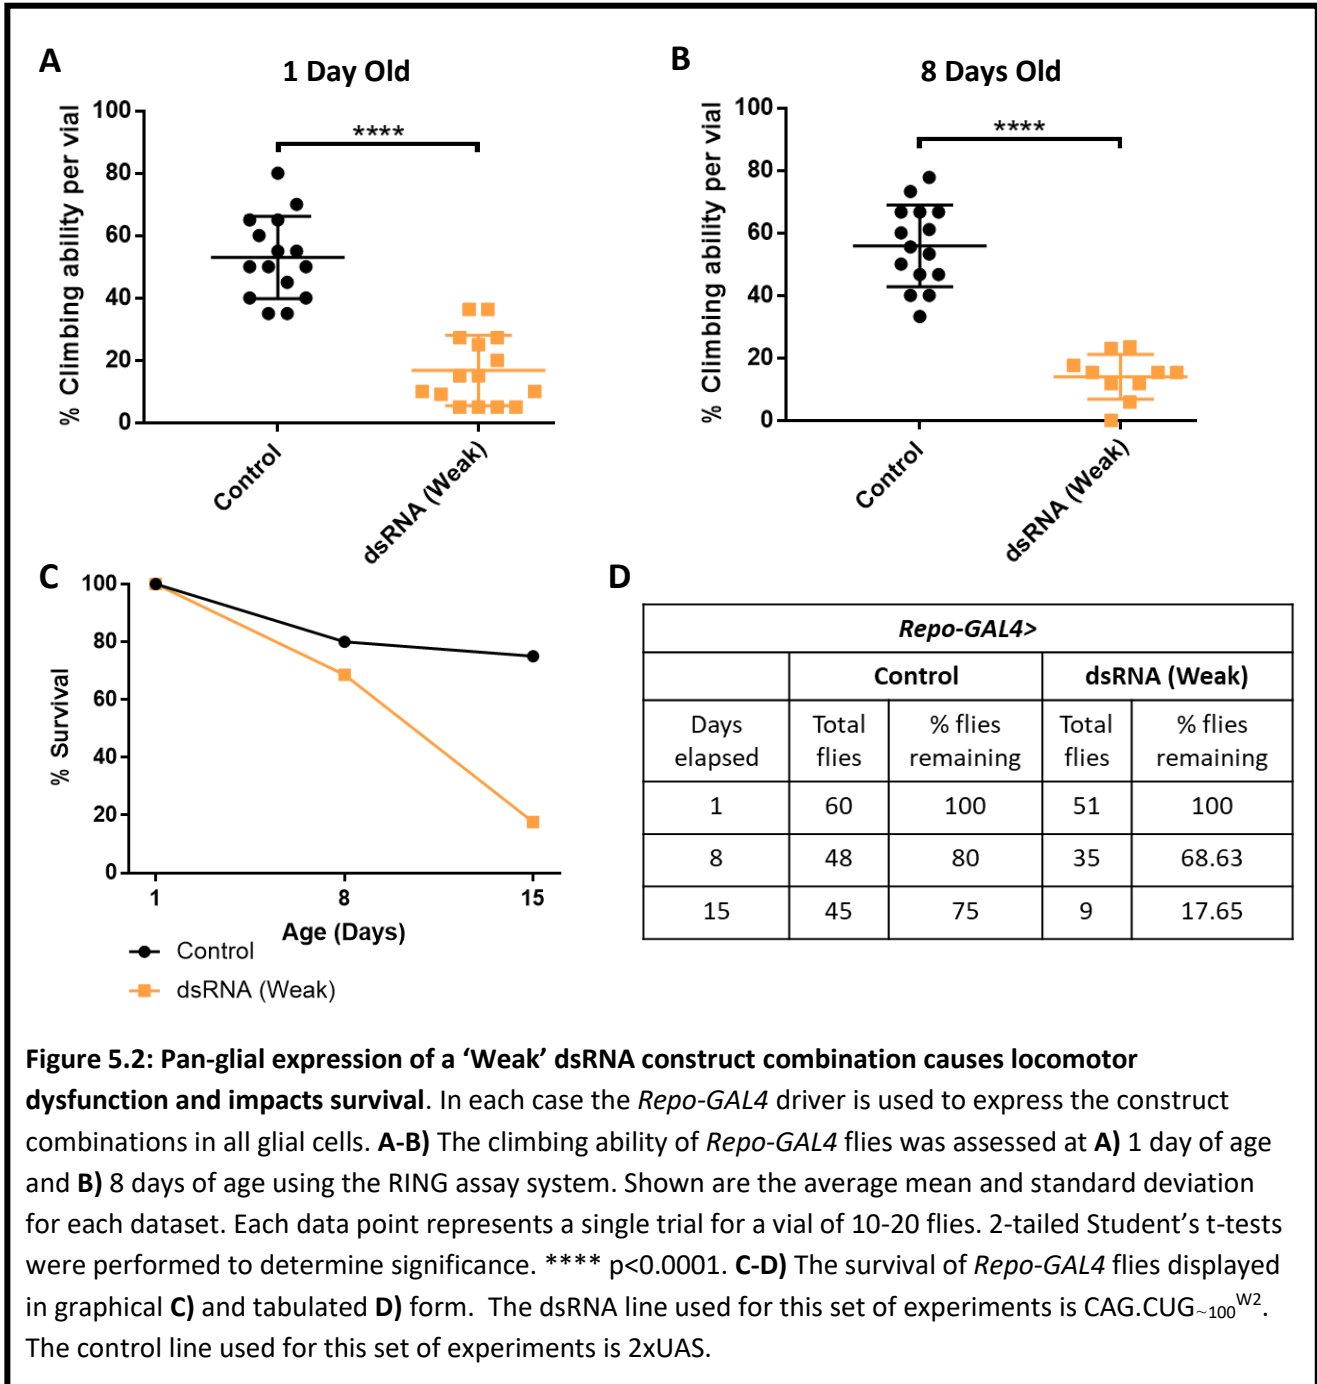 A
1 Day Old
% Climbing ability per vial
100
80
60
40
20
0
****
Control
dsRNA (Weak)
B
8 Days Old
% Climbing ability per vial
100
80
60
40
20
0
****
Control
dsRNA (Weak)
C
% Survival
100
80
60
40
20
0
1 8 15
Age (Days)
Control
dsRNA (Weak)
D
Repo-GAL4>
Control dsRNA (Weak)
Days elapsed Total flies % flies remaining Total flies % flies remaining
1 60 100 51 100
8 48 80 35 68.63
15 45 75 9 17.65
Figure 5.2: Pan-glial expression of a ‘Weak’ dsRNA construct combination causes locomotor
dysfunction and impacts survival. In each case the Repo-GAL4 driver is used to express the construct
combinations in all glial cells. A-B) The climbing ability of Repo-GAL4 flies was assessed at A) 1 day of age
and B) 8 days of age using the RING assay system. Shown are the average mean and standard deviation
for each dataset. Each data point represents a single trial for a vial of 10-20 flies. 2-tailed Student’s t-tests
were performed to determine significance. **** p<0.0001. C-D) The survival of Repo-GAL4 flies displayed
in graphical C) and tabulated D) form. The dsRNA line used for this set of experiments is CAG.CUG~100W2.
The control line used for this set of experiments is 2xUAS.